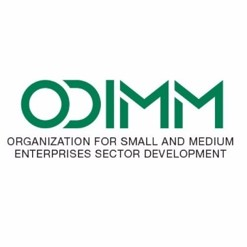 ODIMM
ORGANIZATION FOR SMALL AND MEDIUM
ENTERPRISES SECTOR DEVELOPMENT